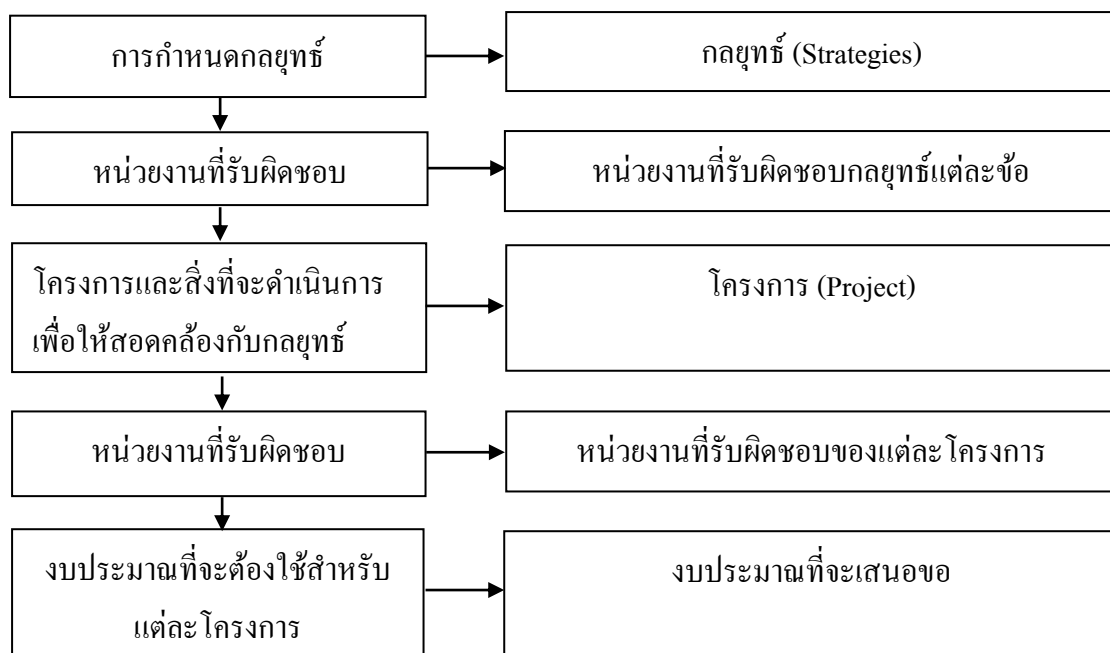 การกำหนดกลยุทธ์
กลยุทธ์ (Strategies)
หน่วยงานที่รับผิดชอบ
หน่วยงานที่รับผิดชอบกลยุทธ์แต่ละข้อ
โครงการและสิ่งที่จะดำเนินการ
เพื่อให้สอดคล้องกับกลยุทธ์
โครงการ (Project)
หน่วยงานที่รับผิดชอบ
หน่วยงานที่รับผิดชอบของแต่ละโครงการ
งบประมาณที่จะต้องใช้สำหรับ
แต่ละโครงการ
งบประมาณที่จะเสนอขอ